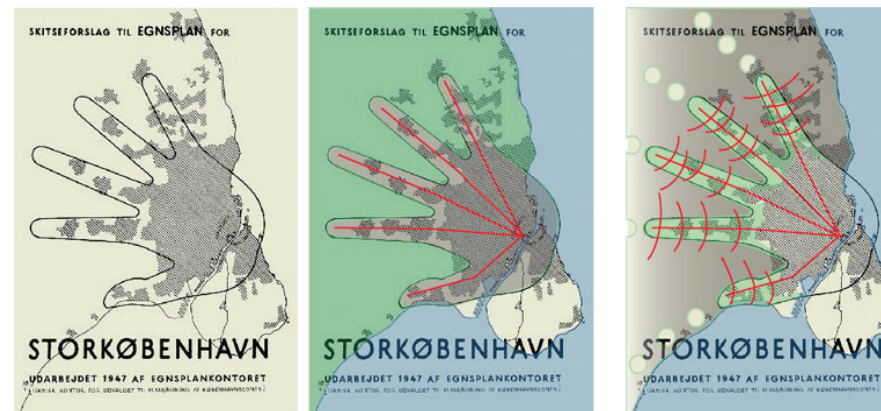 SKITSEFORSLAG TIL EGNSPLAN FOR
STORKØBENHAVN
UDARBEJDET 1947 AF EGNSPLANKONTORET
SKITSEFORSLAG TIL EGNSPLAN FOR
STORKØBENHAVN
UDARBEJDET 1947 AF EGNSPLANKONTORET
SKITSEFORSLAG TIL EGNSPLAN FOR
STORKØBENHAVN
UDARBEJDET 1947 AF EGNSPLANKONTORET